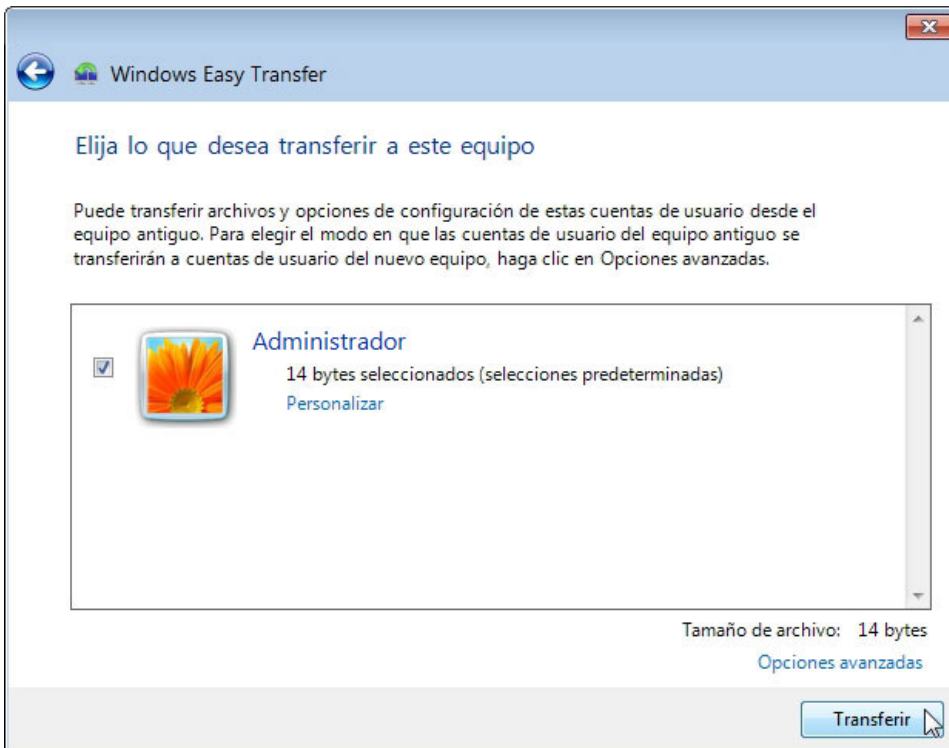 Windows Easy Transfer
Elija lo que desea transferir a este equipo
Puede transferir archivos y opciones de configuración de estas cuentas de usuario desde el
equipo antiguo. Para elegir el modo en que las cuentas de usuario del equipo antiguo se
transferirán a cuentas de usuario del nuevo equipo, haga clic en Opciones avanzadas.
Administrador
14 bytes seleccionados (selecciones predeterminadas)
Personalizar
Tamaño de archivo: 14 bytes
Opciones avanzadas
Transferir